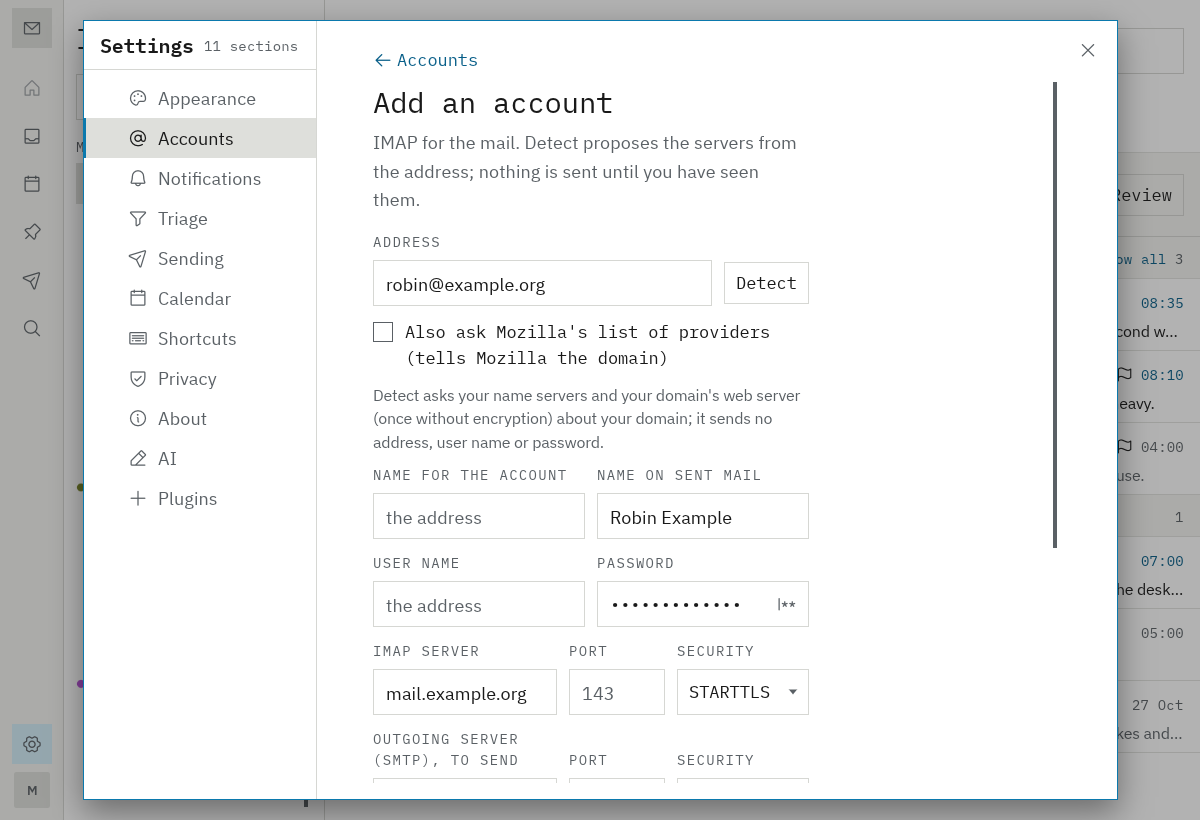 Settings 11 sections
Appearance
Accounts
Notifications
Triage
Sending
Calendar
Shortcuts
Privacy
About
AI
Plugins
M
← Accounts
Add an account
IMAP for the mail. Detect proposes the servers from
the address; nothing is sent until you have seen
them.
ADDRESS
robin@example.org
Detect
Also ask Mozilla's list of providers
(tells Mozilla the domain)
Detect asks your name servers and your domain's web server
(once without encryption) about your domain; it sends no
address, user name or password.
NAME FOR THE ACCOUNT NAME ON SENT MAIL
the address Robin Example
USER NAME PASSWORD
the address •••••••••••••
IMAP SERVER PORT SECURITY
mail.example.org 143 STARTTLS
OUTGOING SERVER
(SMTP), TO SEND PORT SECURITY
Review
all 3
08:35
08:10
eavy.
04:00
use.
1
07:00
05:00
27 Oct